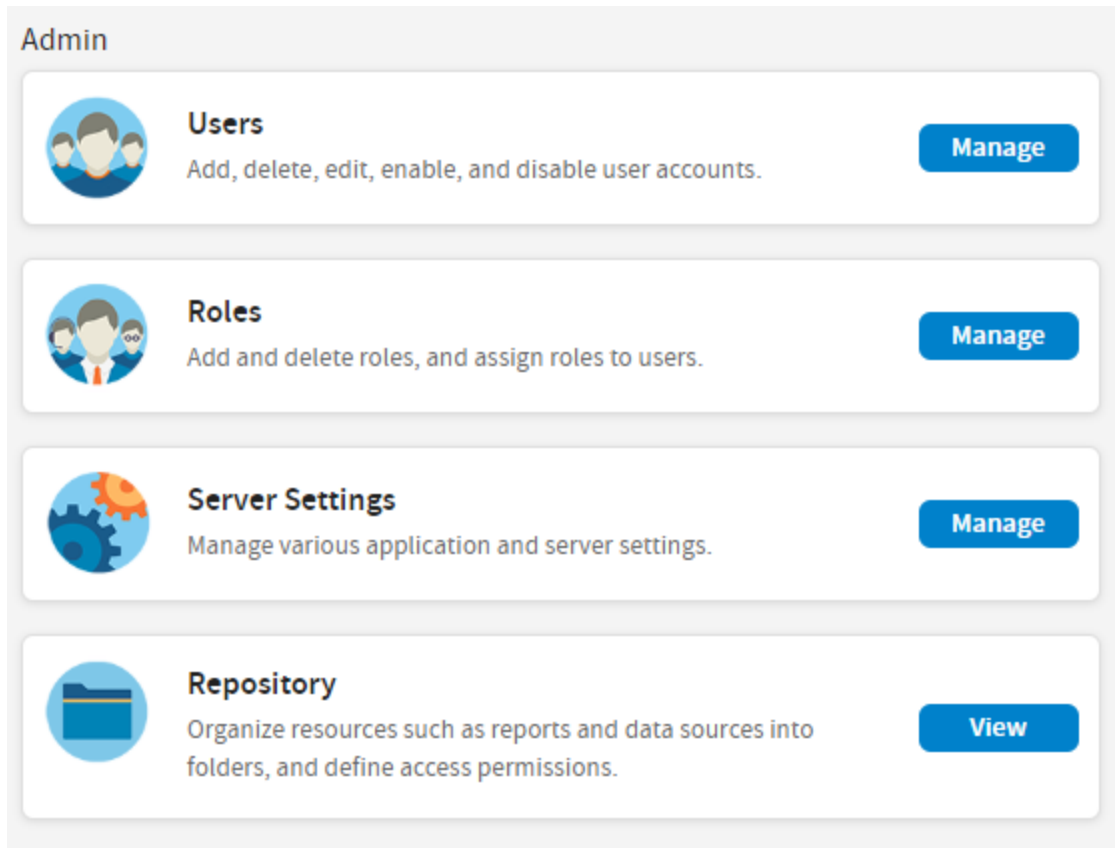 Admin
Users
Add, delete, edit, enable, and disable user accounts.
Manage
Roles
Add and delete roles, and assign roles to users.
Manage
Server Settings
Manage various application and server settings.
Manage
Repository
Organize resources such as reports and data sources into
folders, and define access permissions.
View